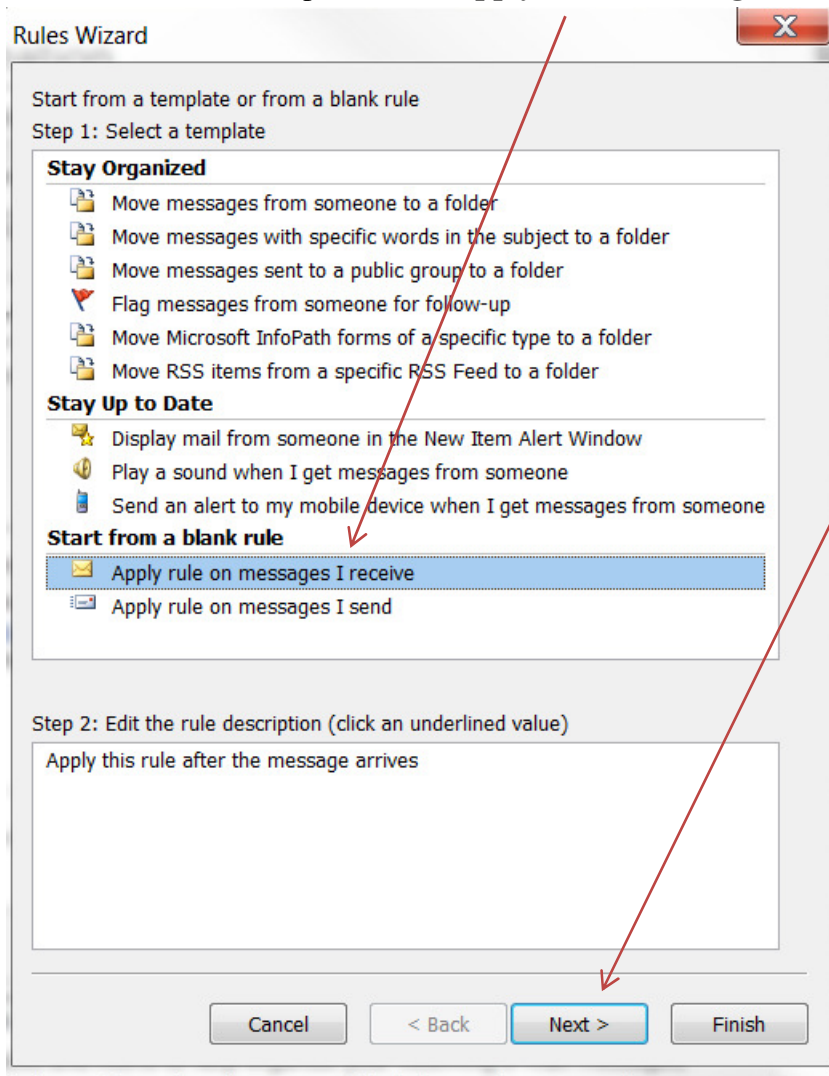 Rules Wizard
X
Start from a template or from a blank rule
Step 1: Select a template
Stay Organized
Move messages from someone to a folder
Move messages with specific words in the subject to a folder
Move messages sent to a public group to a folder
Flag messages from someone for follow-up
Move Microsoft InfoPath forms of a specific type to a folder
Move RSS items from a specific RSS Feed to a folder
Stay Up to Date
Display mail from someone in the New Item Alert Window
Play a sound when I get messages from someone
Send an alert to my mobile device when I get messages from someone
Start from a blank rule
Apply rule on messages I receive
Apply rule on messages I send
Step 2: Edit the rule description (click an underlined value)
Apply this rule after the message arrives
Cancel < Back Next > Finish